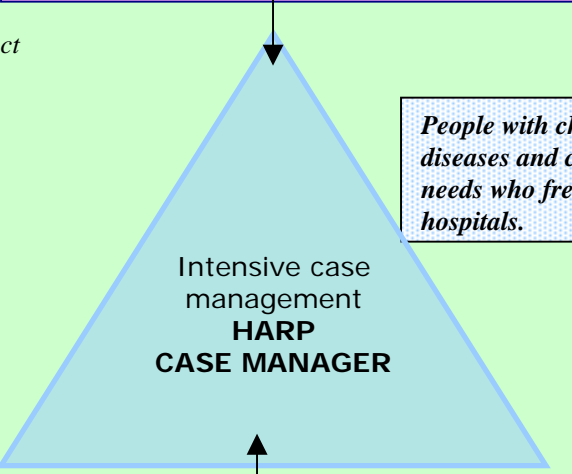 ct
People with ch
diseases and c
needs who fre
hospitals.
Intensive case
management
HARP
CASE MANAGER